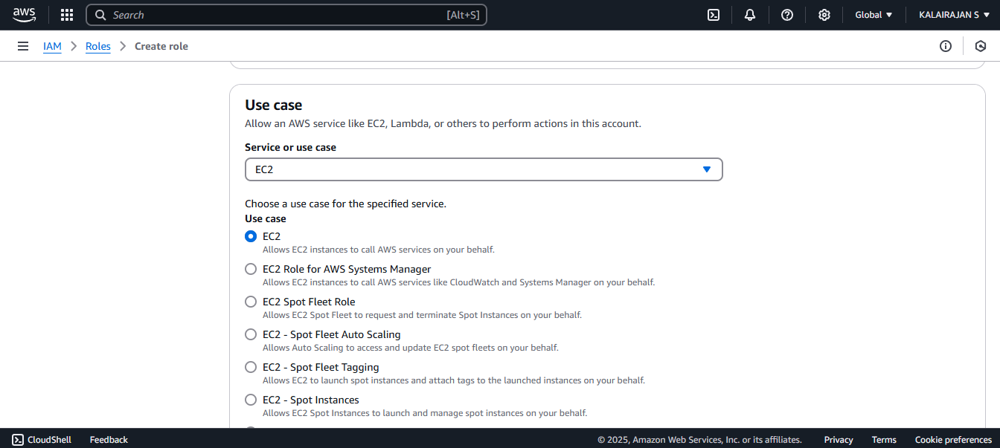 aws
Search [Alt+S]
Global
KALAIRAJAN S
IAM
Roles
Create role
Use case
Allow an AWS service like EC2, Lambda, or others to perform actions in this account.
Service or use case
EC2
Choose a use case for the specified service.
Use case
EC2
Allows EC2 instances to call AWS services on your behalf.
EC2 Role for AWS Systems Manager
Allows EC2 instances to call AWS services like CloudWatch and Systems Manager on your behalf.
EC2 Spot Fleet Role
Allows EC2 Spot Fleet to request and terminate Spot Instances on your behalf.
EC2 - Spot Fleet Auto Scaling
Allows Auto Scaling to access and update EC2 spot fleets on your behalf.
EC2 - Spot Fleet Tagging
Allows EC2 to launch spot instances and attach tags to the launched instances on your behalf.
EC2 - Spot Instances
Allows EC2 Spot Instances to launch and manage spot instances on your behalf.
CloudShell
Feedback
© 2025, Amazon Web Services, Inc. or its affiliates.
Privacy
Terms
Cookie preferences